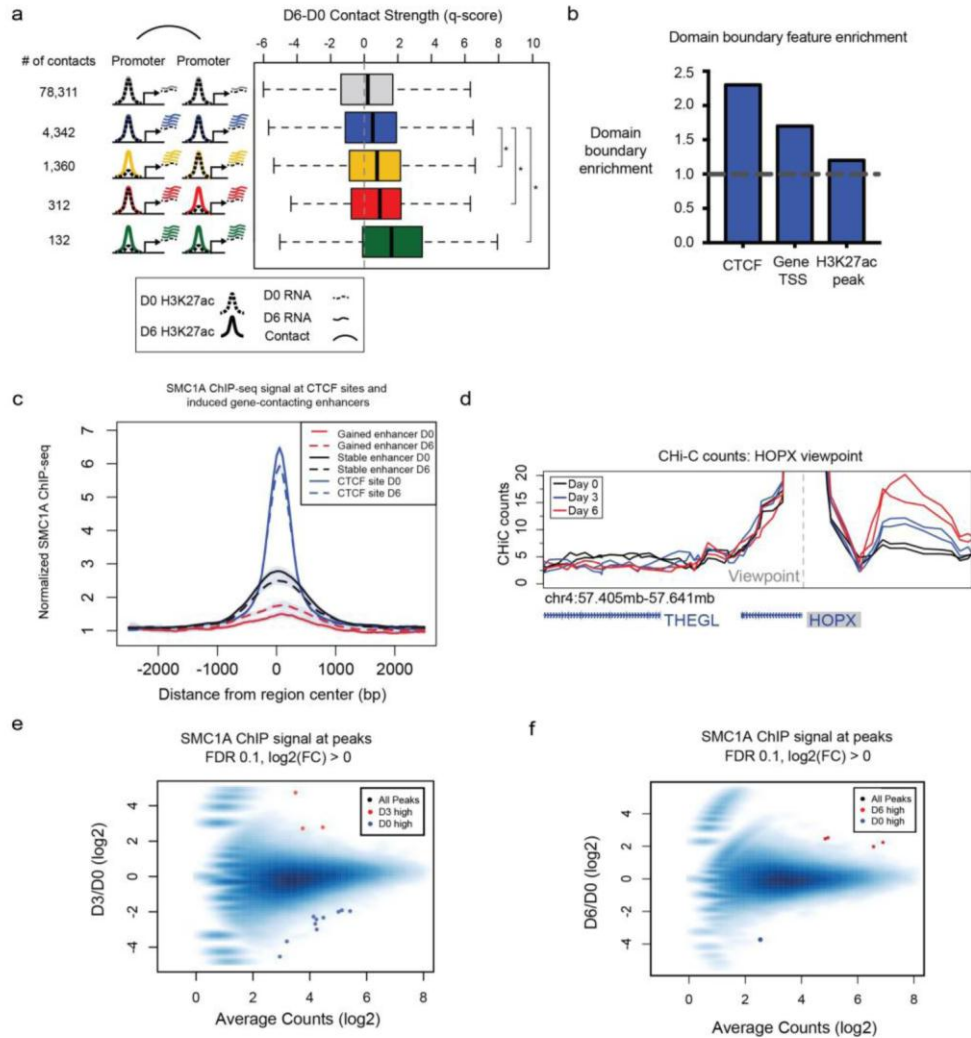 a
D6-D0 Contact Strength (q-score)
-6 -4 -2 0 2 4 6 8 10
# of contacts Promoter Promoter
78,311
4,342
1,360
312
132
* * *
D0 H3K27ac D0 RNA
D6 H3K27ac D6 RNA
Contact
b
Domain boundary feature enrichment
Domain
boundary
enrichment
2.5
2.0
1.5
1.0
0.5
0.0
CTCF Gene TSS H3K27ac peak
c
SMC1A ChIP-seq signal at CTCF sites and
induced gene-contacting enhancers
Normalized SMC1A ChIP-seq
7
6
5
4
3
2
1
Gained enhancer D0
Gained enhancer D6
Stable enhancer D0
Stable enhancer D6
CTCF site D0
CTCF site D6
-2000 -1000 0 1000 2000
Distance from region center (bp)
d
CHi-C counts: HOPX viewpoint
CHiC counts
20
15
10
5
0
Day 0
Day 3
Day 6
Viewpoint
chr4:57.405mb-57.641mb
THEGL HOPX
e
SMC1A ChIP signal at peaks
FDR 0.1, log2(FC) > 0
D3/D0 (log2)
4
2
0
-2
-4
All Peaks
D3 high
D0 high
0 2 4 6 8
Average Counts (log2)
f
SMC1A ChIP signal at peaks
FDR 0.1, log2(FC) > 0
D6/D0 (log2)
4
2
0
-2
-4
All Peaks
D6 high
D0 high
0 2 4 6 8
Average Counts (log2)